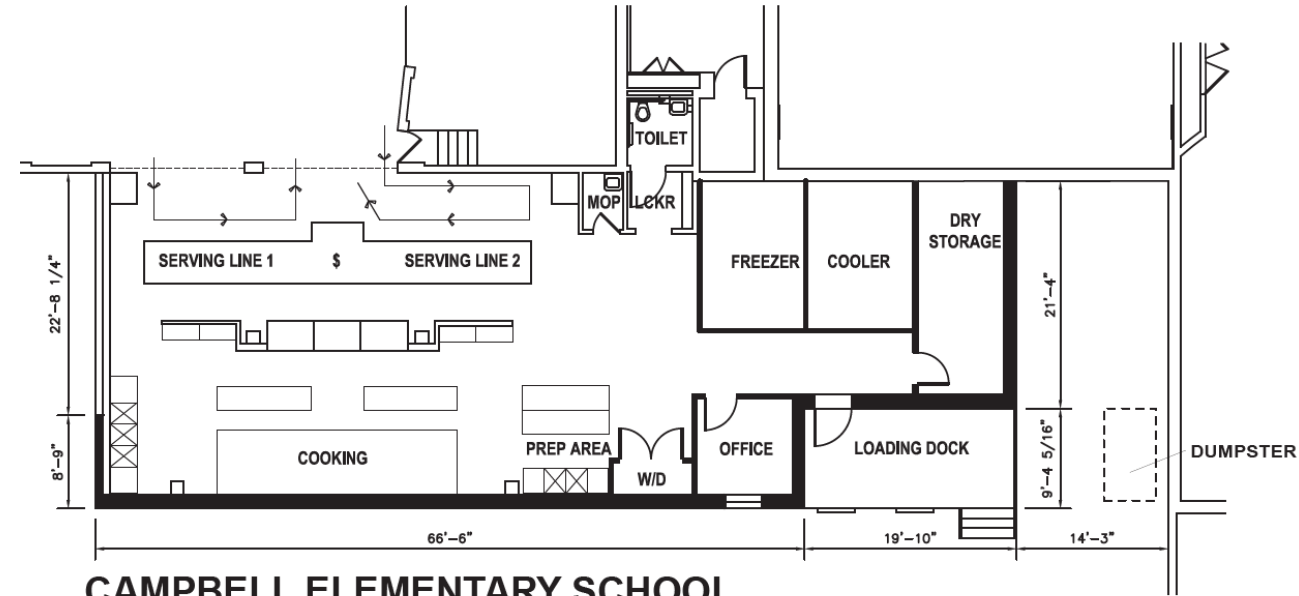 TOILET
MOP
LCKR
SERVING LINE 1
$
SERVING LINE 2
FREEZER
COOLER
DRY
STORAGE
22'-8 1/4"
21'-4"
8'-9"
COOKING
PREP AREA
W/D
OFFICE
LOADING DOCK
9'-4 5/16"
DUMPSTER
66'-6"
19'-10"
14'-3"
CAMPBELL ELEMENTARY SCHOOL